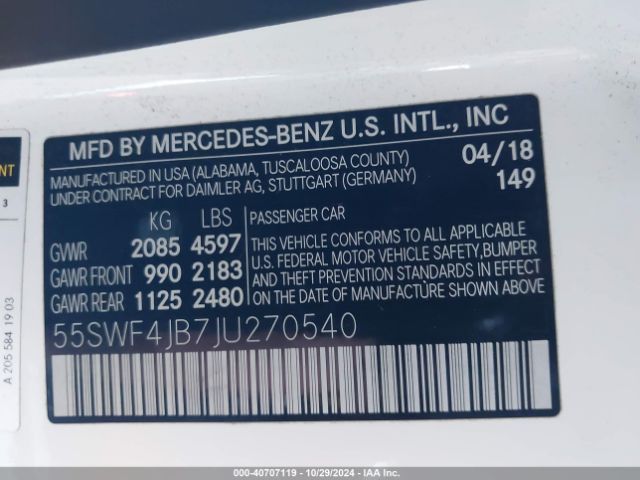 MFD BY MERCEDES-BENZ U.S. INTL., INC
MANUFACTURED IN USA (ALABAMA, TUSCALOOSA COUNTY)
UNDER CONTRACT FOR DAIMLER AG, STUTTGART (GERMANY)
04/18
149
KG LBS
GVWR 2085 4597
GAWR FRONT 990 2183
GAWR REAR 1125 2480
PASSENGER CAR
THIS VEHICLE CONFORMS TO ALL APPLICABLE
U.S. FEDERAL MOTOR VEHICLE SAFETY, BUMPER
AND THEFT PREVENTION STANDARDS IN EFFECT
ON THE DATE OF MANUFACTURE SHOWN ABOVE
55SWF4JB7JU270540
NT
3
A 205 584 19 03
000-40707119 | 10/29/2024 | IAA Inc.